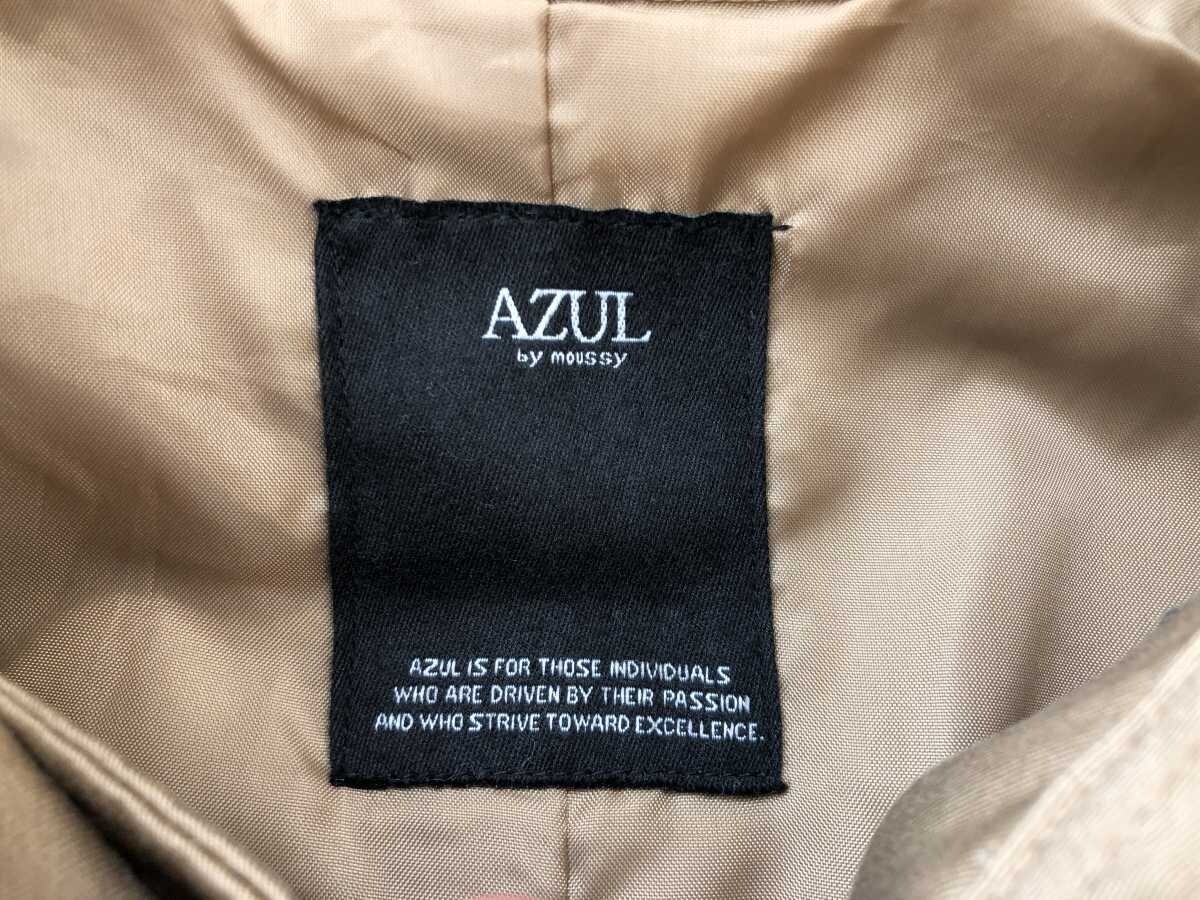 AZUL
by moussy
AZUL IS FOR THOSE INDIVIDUALS
WHO ARE DRIVEN BY THEIR PASSION
AND WHO STRIVE TOWARD EXCELLENCE.